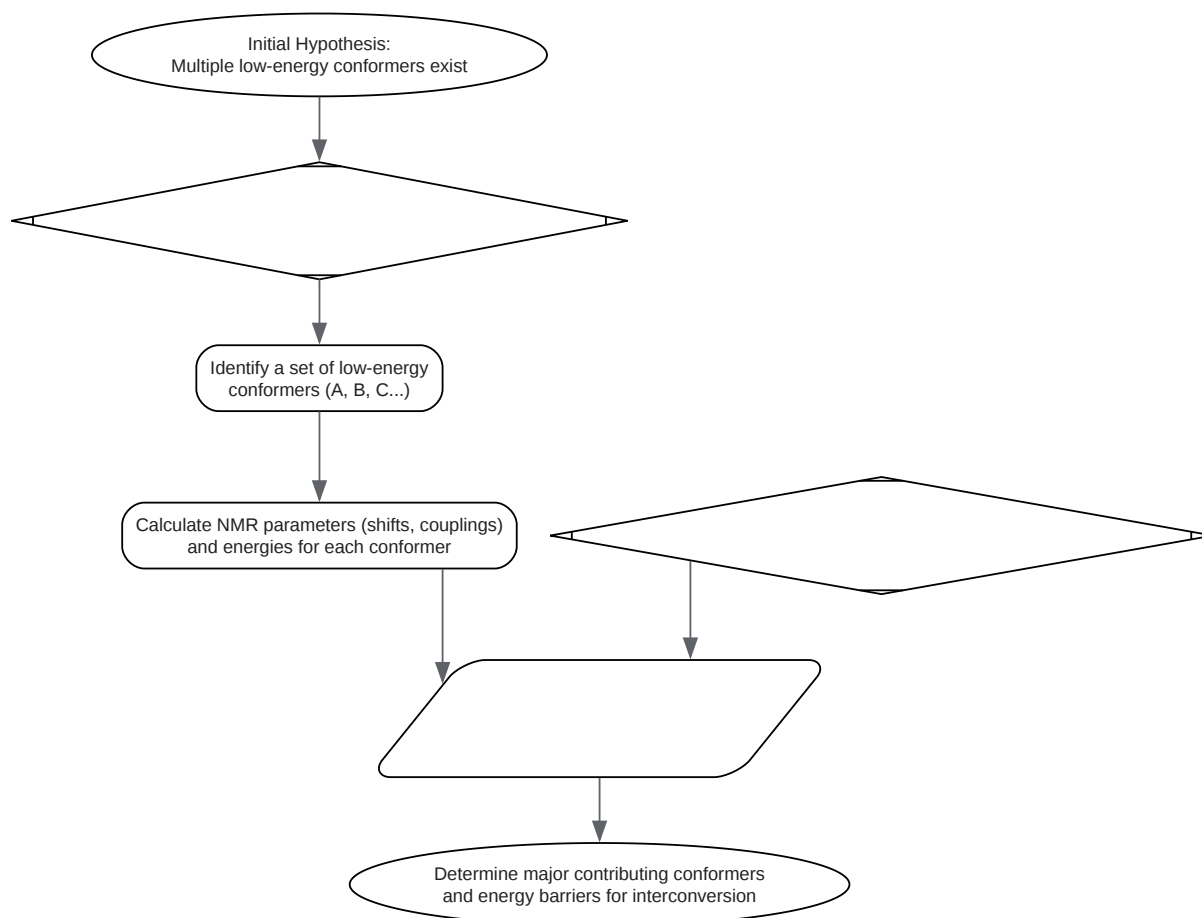 Initial Hypothesis:
Multiple low-energy conformers exist
Identify a set of low-energy
conformers (A, B, C...)
Calculate NMR parameters (shifts, couplings)
and energies for each conformer
Determine major contributing conformers
and energy barriers for interconversion